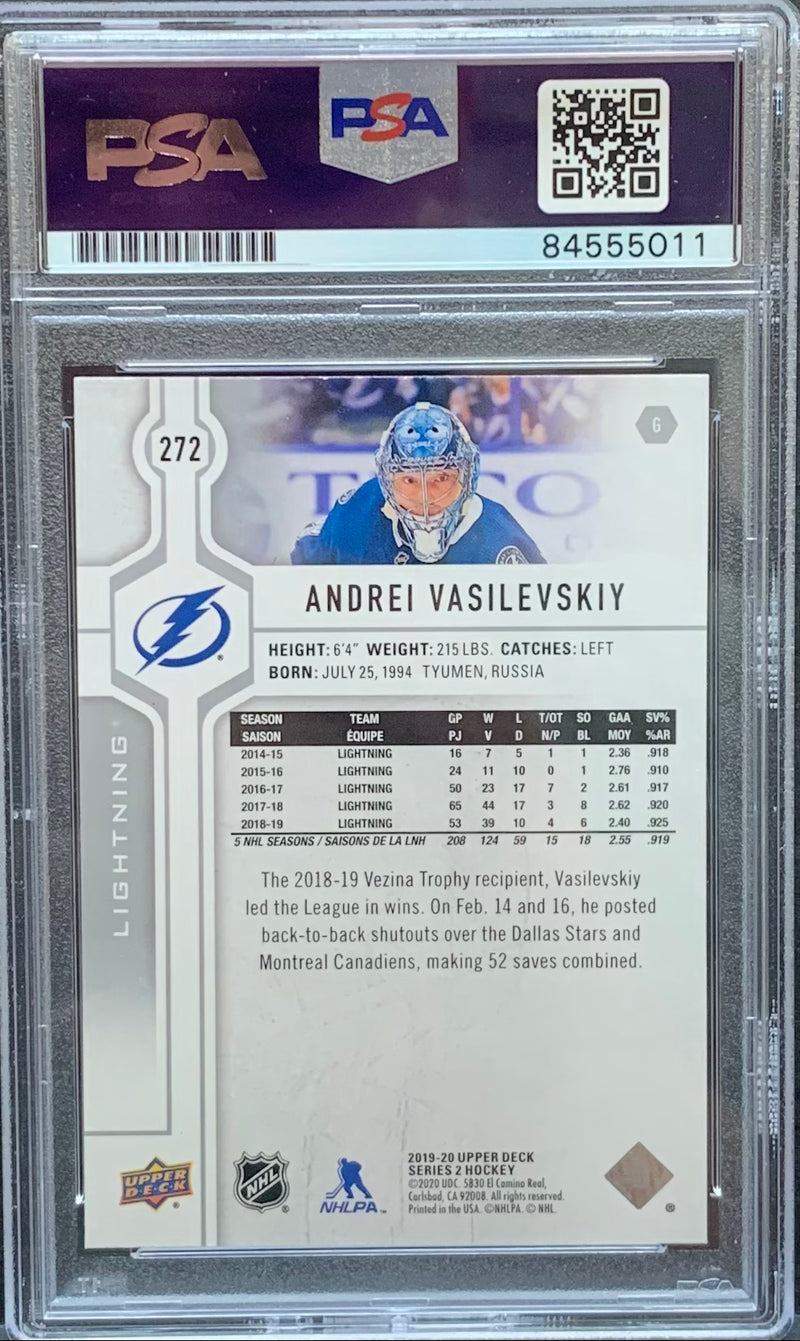 PSA
PSA
84555011
272
G
ANDREI VASILEVSKIY
HEIGHT: 6'4" WEIGHT: 215 LBS. CATCHES: LEFT
BORN: JULY 25, 1994 TYUMEN, RUSSIA
LIGHTNING
SEASON TEAM GP W L T/OT SO GAA SV%
SAISON ÉQUIPE PJ V D N/P BL MOY %AR
2014-15 LIGHTNING 16 7 5 1 1 2.36 .918
2015-16 LIGHTNING 24 11 10 0 1 2.76 .910
2016-17 LIGHTNING 50 23 17 7 2 2.61 .917
2017-18 LIGHTNING 65 44 17 3 8 2.62 .920
2018-19 LIGHTNING 53 39 10 4 6 2.40 .925
5 NHL SEASONS / SAISONS DE LA LNH 208 124 59 15 18 2.55 .919
The 2018-19 Vezina Trophy recipient, Vasilevskiy
led the League in wins. On Feb. 14 and 16, he posted
back-to-back shutouts over the Dallas Stars and
Montreal Canadiens, making 52 saves combined.
UPPER DECK
NHL
NHLPA
2019-20 UPPER DECK
SERIES 2 HOCKEY
©2020 UDC. 5830 El Camino Real,
Carlsbad, CA 92008. All rights reserved.
Printed in the USA. ©NHLPA. © NHL.
PSA